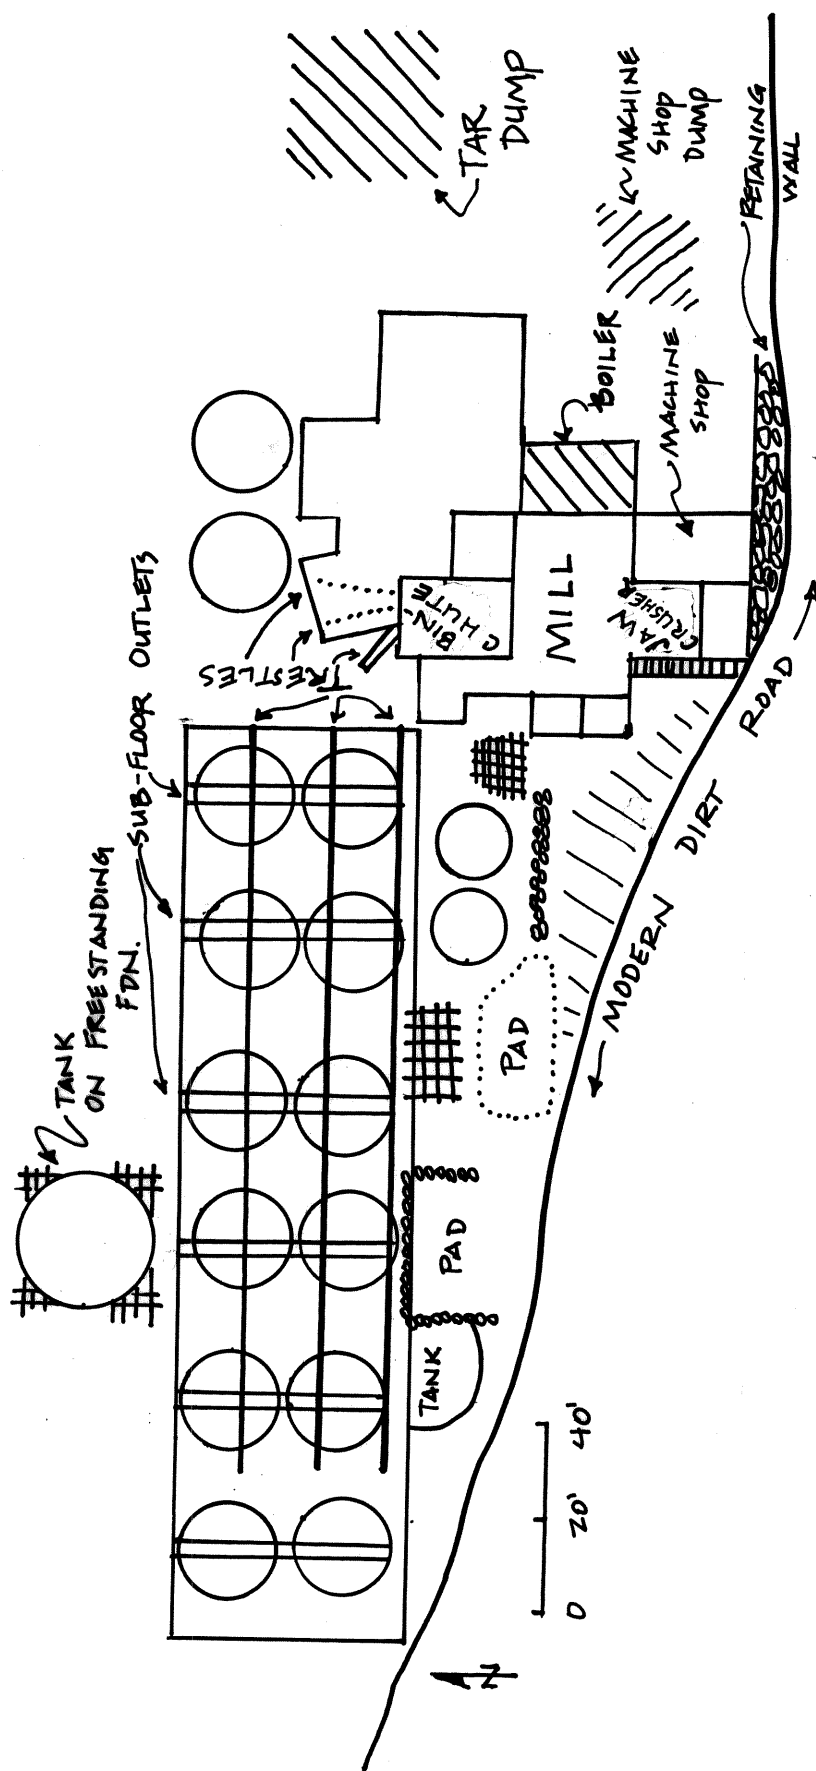 TANK
ON FREESTANDING
FDN.
SUB-FLOOR OUTLETS
TRESTLES
BIN-
CHUTE
MILL
JAW
CRUSHER
BOILER
MACHINE
SHOP
TAR
DUMP
MACHINE
SHOP
DUMP
RETAINING
WALL
TANK
PAD
PAD
MODERN DIRT ROAD
0 20' 40'
N